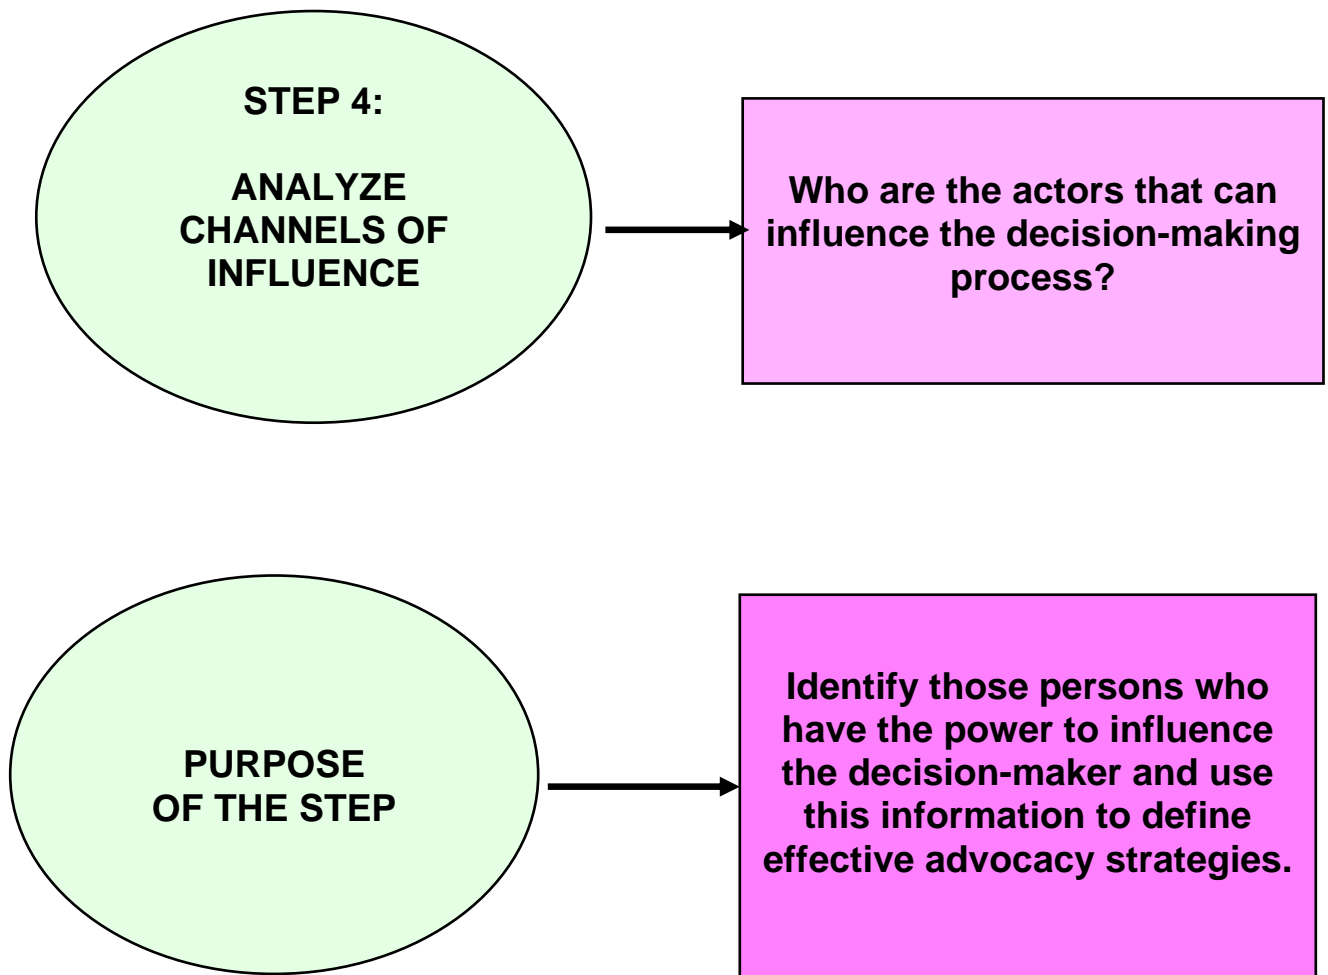 STEP 4:
ANALYZE
CHANNELS OF
INFLUENCE
Who are the actors that can
influence the decision-making
process?
PURPOSE
OF THE STEP
Identify those persons who
have the power to influence
the decision-maker and use
this information to define
effective advocacy strategies.